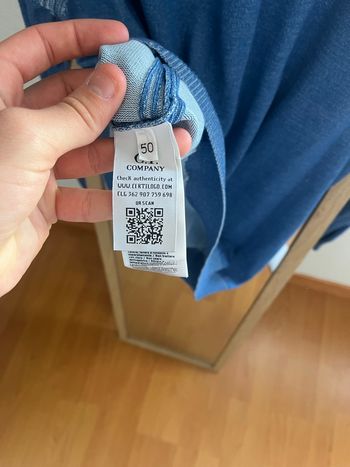 50
C.P.
COMPANY
Check authenticity at
WWW.CERTILOGO.COM
CLG 362 907 759 698
OR SCAN